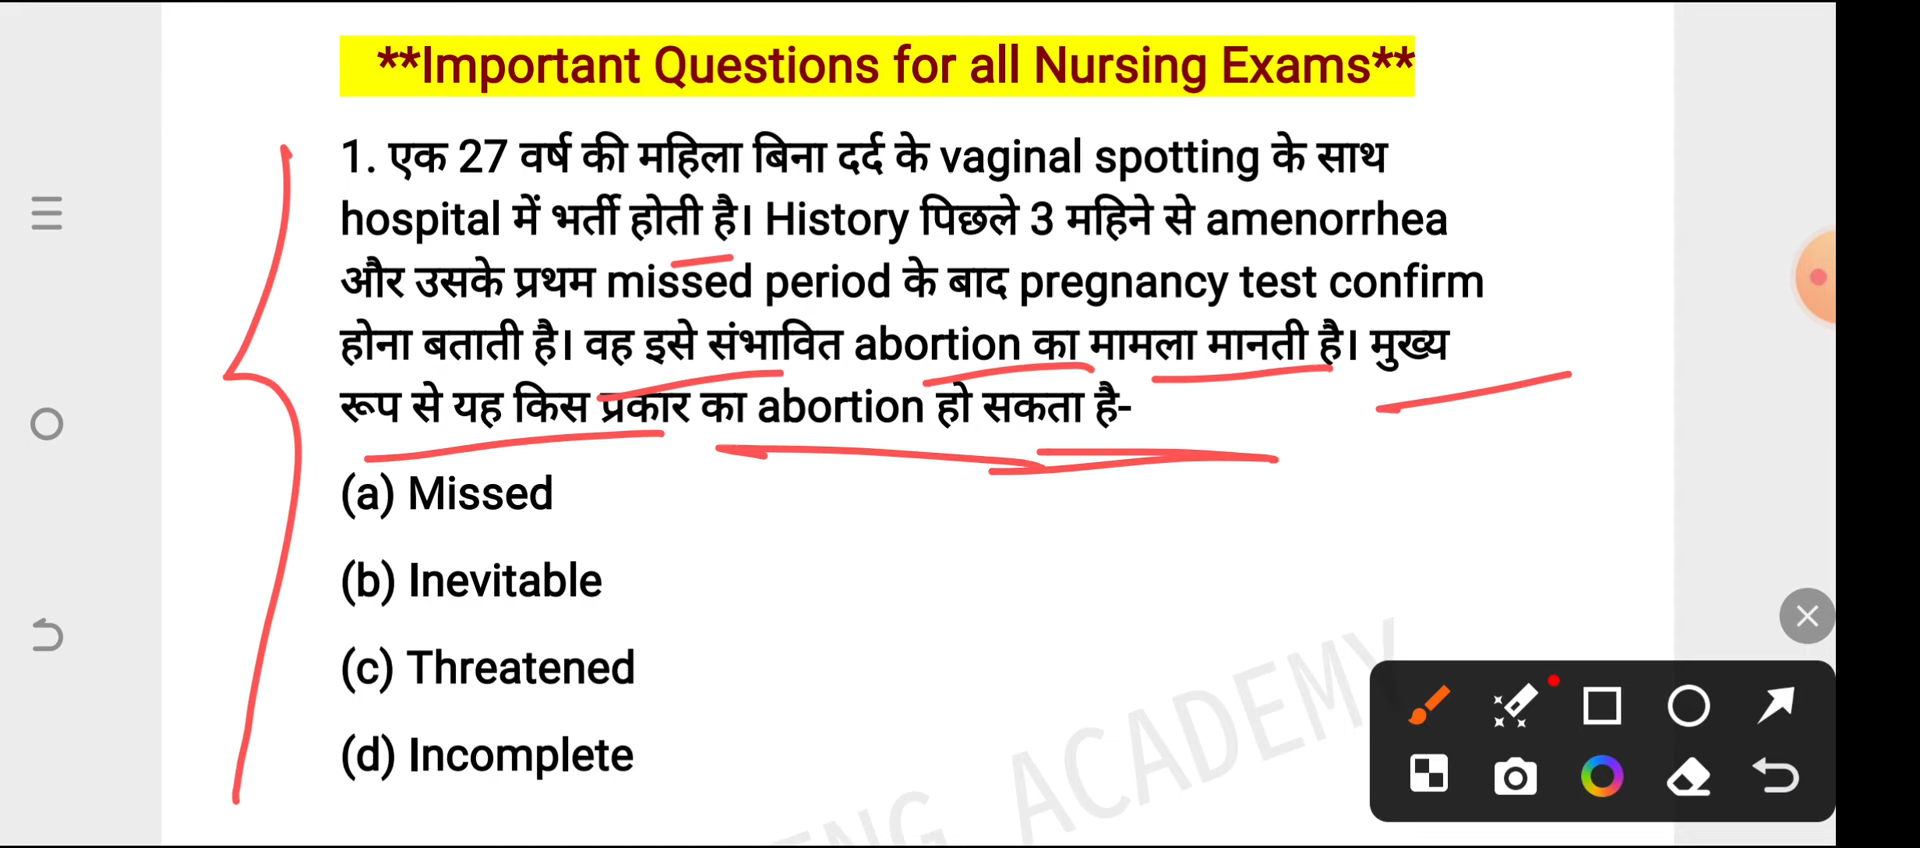 **Important Questions for all Nursing Exams**
1. एक 27 वर्ष की महिला बिना दर्द के vaginal spotting के साथ
hospital में भर्ती होती है। History पिछले 3 महिने से amenorrhea
और उसके प्रथम missed period के बाद pregnancy test confirm
होना बताती है। वह इसे संभावित abortion का मामला मानती है। मुख्य
रूप से यह किस प्रकार का abortion हो सकता है-
(a) Missed
(b) Inevitable
(c) Threatened
(d) Incomplete
ACADEMY